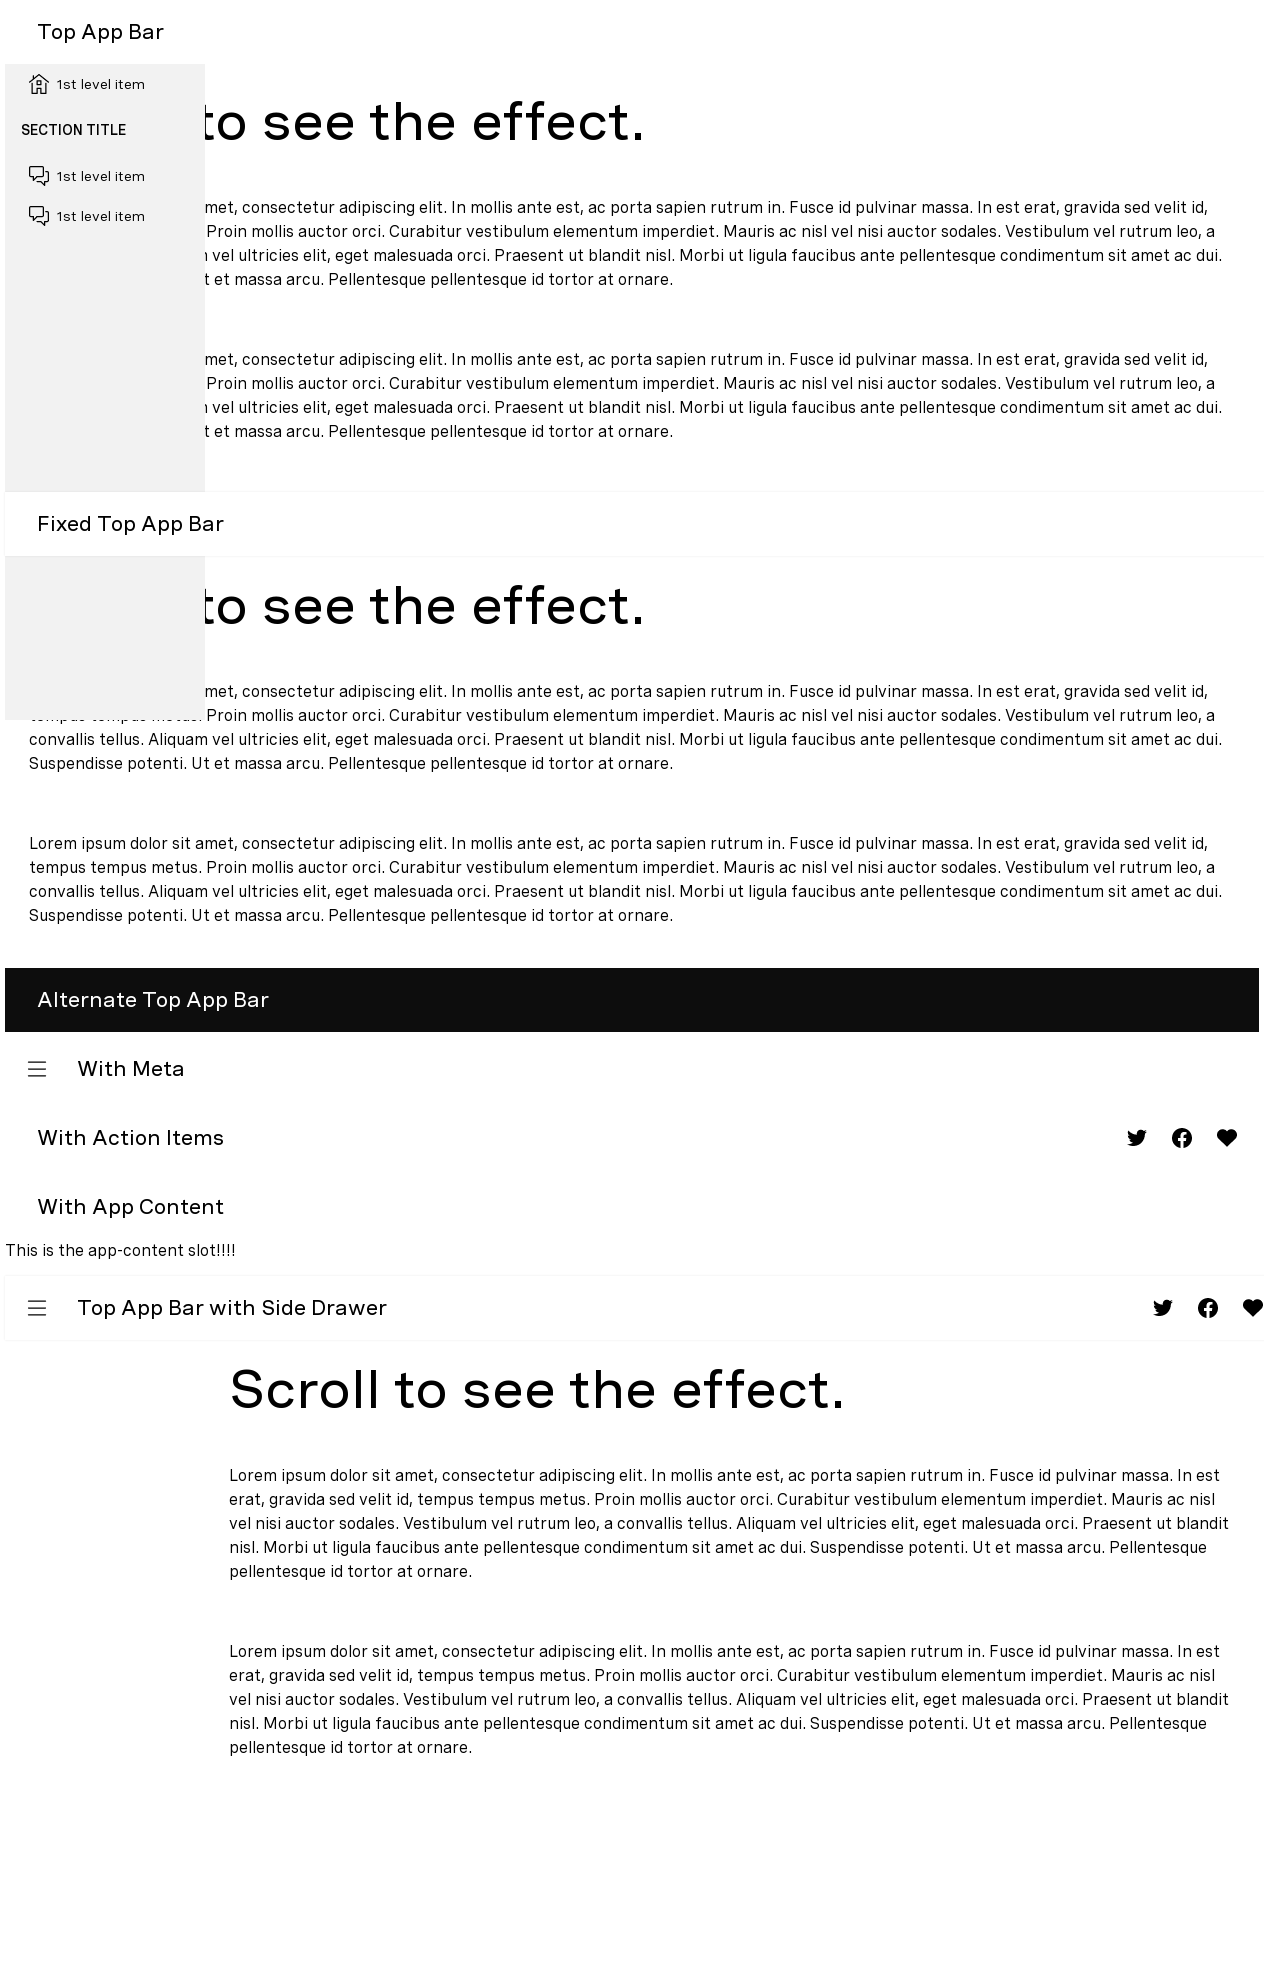 Top App Bar
1st level item
to see the effect.
SECTION TITLE
1st level item
met, consectetur adipiscing elit. In mollis ante est, ac porta sapien rutrum in. Fusce id pulvinar massa. In est erat, gravida sed velit id,
1st level item
Proin mollis auctor orci. Curabitur vestibulum elementum imperdiet. Mauris ac nisl vel nisi auctor sodales. Vestibulum vel rutrum leo, a
vel ultricies elit, eget malesuada orci. Praesent ut blandit nisl. Morbi ut ligula faucibus ante pellentesque condimentum sit amet ac dui.
t et massa arcu. Pellentesque pellentesque id tortor at ornare.
met, consectetur adipiscing elit. In mollis ante est, ac porta sapien rutrum in. Fusce id pulvinar massa. In est erat, gravida sed velit id,
Proin mollis auctor orci. Curabitur vestibulum elementum imperdiet. Mauris ac nisl vel nisi auctor sodales. Vestibulum vel rutrum leo, a
vel ultricies elit, eget malesuada orci. Praesent ut blandit nisl. Morbi ut ligula faucibus ante pellentesque condimentum sit amet ac dui.
t et massa arcu. Pellentesque pellentesque id tortor at ornare.
Fixed Top App Bar
to see the effect.
met, consectetur adipiscing elit. In mollis ante est, ac porta sapien rutrum in. Fusce id pulvinar massa. In est erat, gravida sed velit id,
Proin mollis auctor orci. Curabitur vestibulum elementum imperdiet. Mauris ac nisl vel nisi auctor sodales. Vestibulum vel rutrum leo, a
convallis tellus. Aliquam vel ultricies elit, eget malesuada orci. Praesent ut blandit nisl. Morbi ut ligula faucibus ante pellentesque condimentum sit amet ac dui.
Suspendisse potenti. Ut et massa arcu. Pellentesque pellentesque id tortor at ornare.
Lorem ipsum dolor sit amet, consectetur adipiscing elit. In mollis ante est, ac porta sapien rutrum in. Fusce id pulvinar massa. In est erat, gravida sed velit id,
tempus tempus metus. Proin mollis auctor orci. Curabitur vestibulum elementum imperdiet. Mauris ac nisl vel nisi auctor sodales. Vestibulum vel rutrum leo, a
convallis tellus. Aliquam vel ultricies elit, eget malesuada orci. Praesent ut blandit nisl. Morbi ut ligula faucibus ante pellentesque condimentum sit amet ac dui.
Suspendisse potenti. Ut et massa arcu. Pellentesque pellentesque id tortor at ornare.
Alternate Top App Bar
With Meta
With Action Items
With App Content
This is the app-content slot!!!!
Top App Bar with Side Drawer
Scroll to see the effect.
Lorem ipsum dolor sit amet, consectetur adipiscing elit. In mollis ante est, ac porta sapien rutrum in. Fusce id pulvinar massa. In est
erat, gravida sed velit id, tempus tempus metus. Proin mollis auctor orci. Curabitur vestibulum elementum imperdiet. Mauris ac nisl
vel nisi auctor sodales. Vestibulum vel rutrum leo, a convallis tellus. Aliquam vel ultricies elit, eget malesuada orci. Praesent ut blandit
nisl. Morbi ut ligula faucibus ante pellentesque condimentum sit amet ac dui. Suspendisse potenti. Ut et massa arcu. Pellentesque
pellentesque id tortor at ornare.
Lorem ipsum dolor sit amet, consectetur adipiscing elit. In mollis ante est, ac porta sapien rutrum in. Fusce id pulvinar massa. In est
erat, gravida sed velit id, tempus tempus metus. Proin mollis auctor orci. Curabitur vestibulum elementum imperdiet. Mauris ac nisl
vel nisi auctor sodales. Vestibulum vel rutrum leo, a convallis tellus. Aliquam vel ultricies elit, eget malesuada orci. Praesent ut blandit
nisl. Morbi ut ligula faucibus ante pellentesque condimentum sit amet ac dui. Suspendisse potenti. Ut et massa arcu. Pellentesque
pellentesque id tortor at ornare.